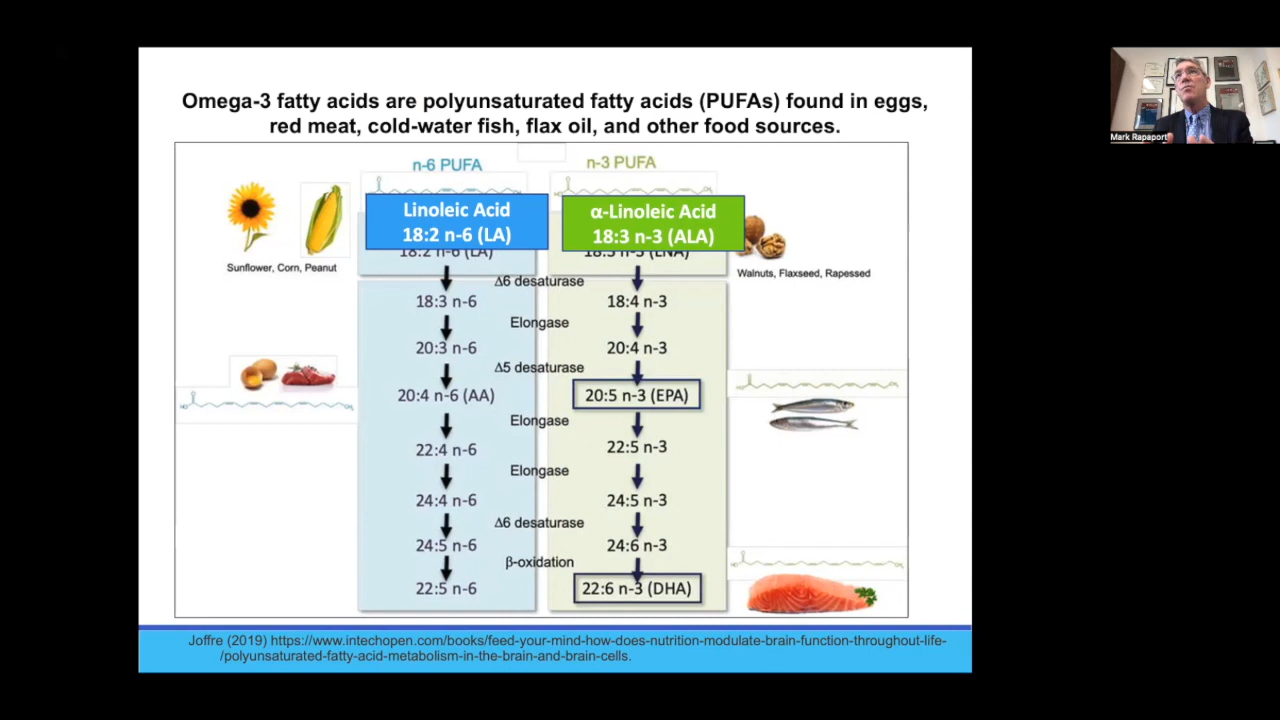 Omega-3 fatty acids are polyunsaturated fatty acids (PUFAs) found in eggs,
red meat, cold-water fish, flax oil, and other food sources.
n-6 PUFA
n-3 PUFA
Linoleic Acid
18:2 n-6 (LA)
α-Linoleic Acid
18:3 n-3 (ALA)
18:2 n-6 (LA)
18:3 n-3 (LNA)
Sunflower, Corn, Peanut
Walnuts, Flaxseed, Rapessed
Δ6 desaturase
18:3 n-6
18:4 n-3
Elongase
20:3 n-6
20:4 n-3
Δ5 desaturase
20:4 n-6 (AA)
20:5 n-3 (EPA)
Elongase
22:4 n-6
22:5 n-3
Elongase
24:4 n-6
24:5 n-3
Δ6 desaturase
24:5 n-6
24:6 n-3
β-oxidation
22:5 n-6
22:6 n-3 (DHA)
Joffre (2019) https://www.intechopen.com/books/feed-your-mind-how-does-nutrition-modulate-brain-function-throughout-life-
/polyunsaturated-fatty-acid-metabolism-in-the-brain-and-brain-cells.
Mark Rapaport